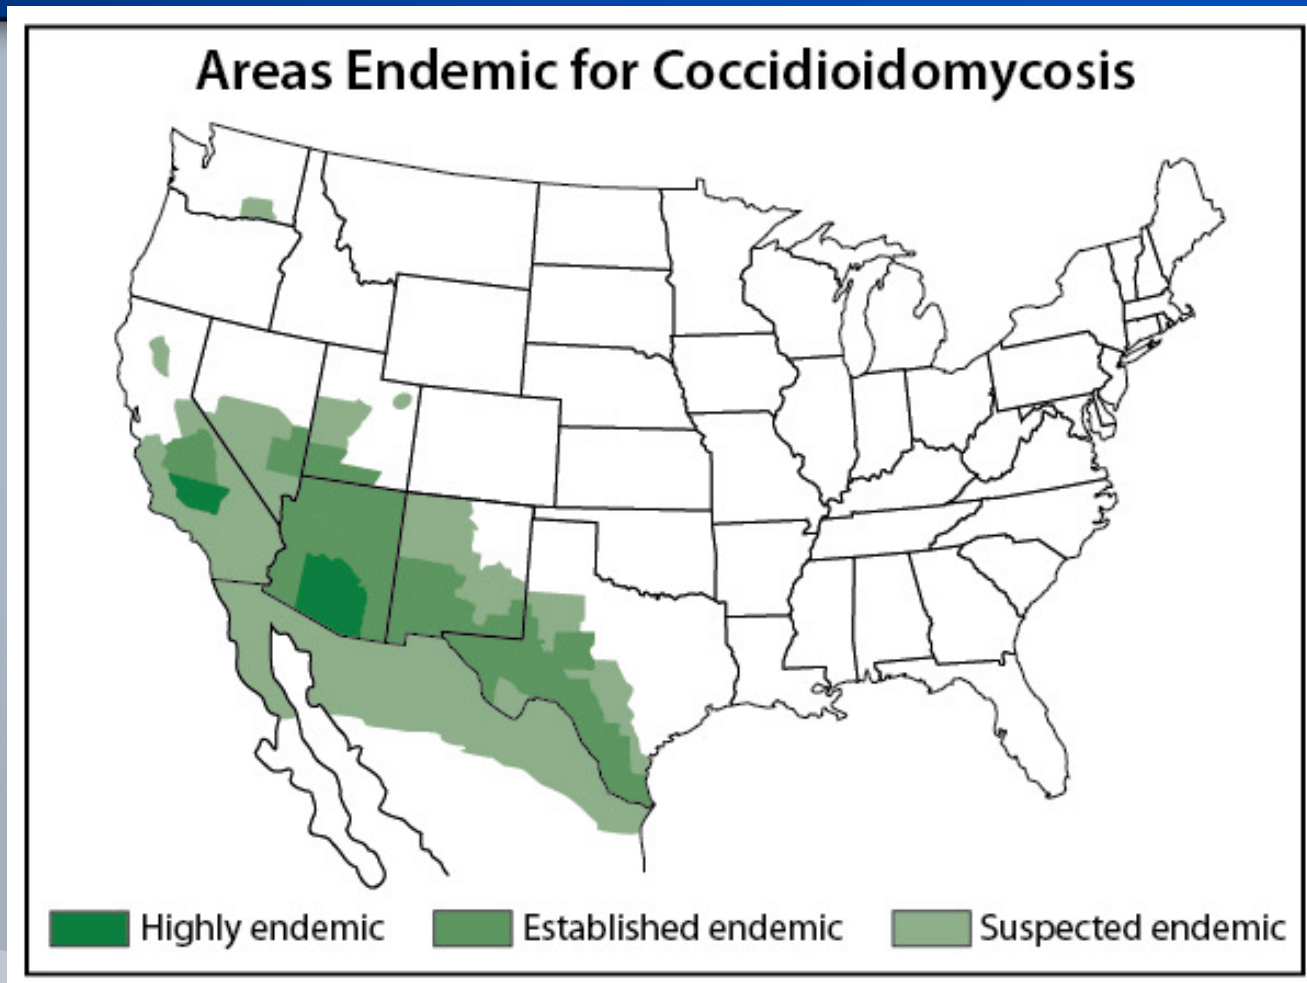 Areas Endemic for Coccidioidomycosis
Highly endemic
Established endemic
Suspected endemic